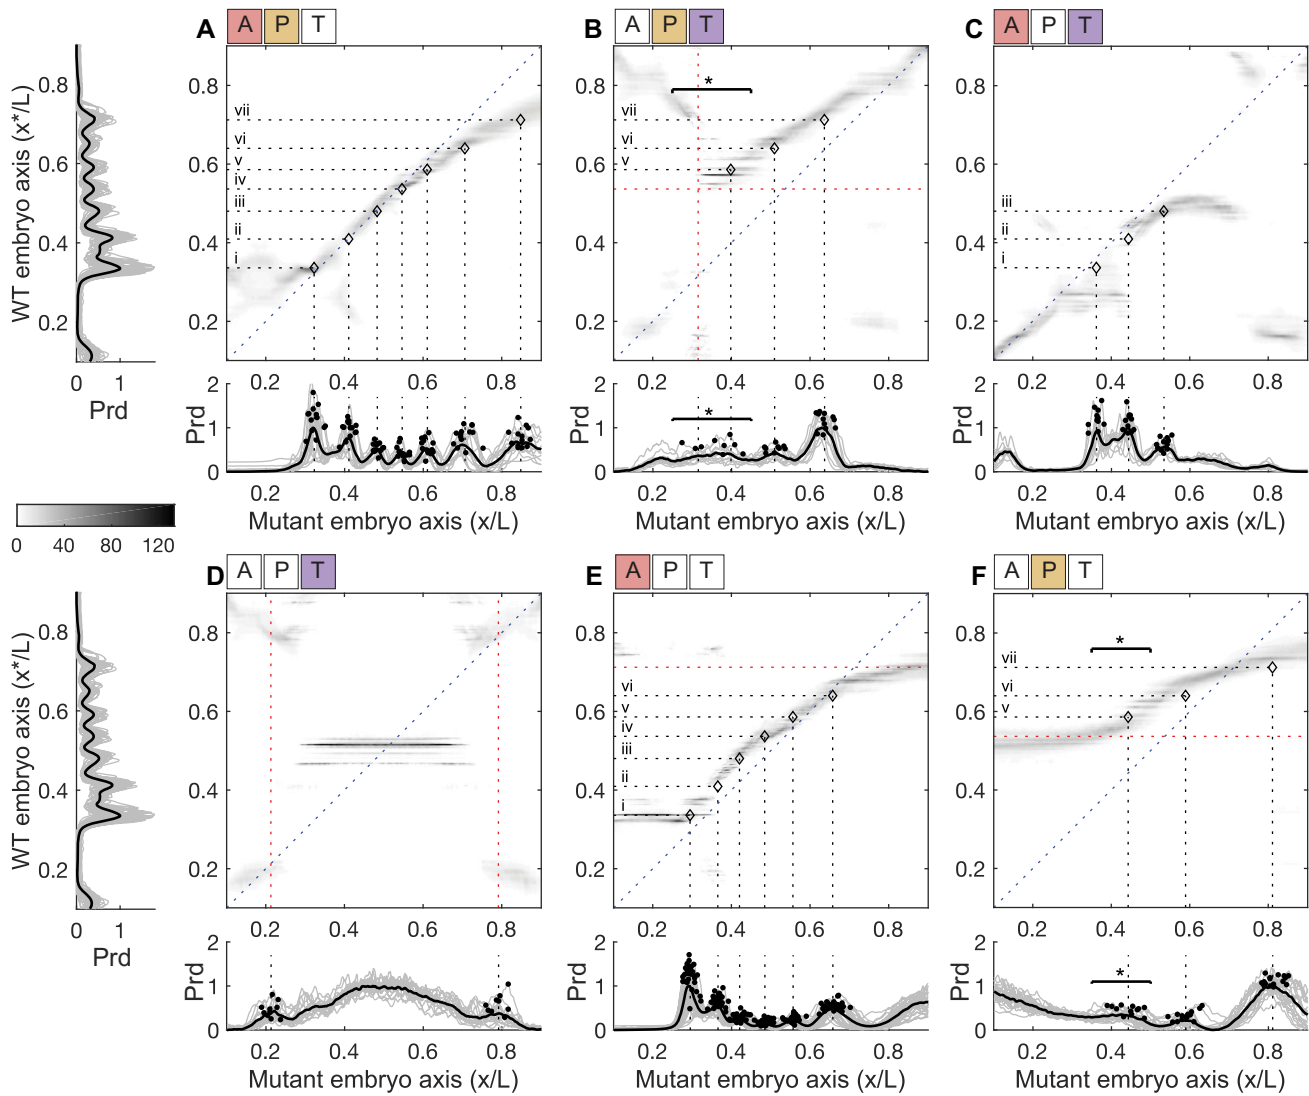 A A P T
B A P T
C A P T
WT embryo axis (x*/L)
0.8
0.6
0.4
0.2
0 1
Prd
0.2 0.4 0.6 0.8
0.8
0.6
0.4
0.2
vii
vi
v
iv
iii
ii
i
Prd
2
1
0
0.2 0.4 0.6 0.8
Mutant embryo axis (x/L)
0.2 0.4 0.6 0.8
0.8
0.6
0.4
0.2
*
vii
vi
v
Prd
2
1
0
*
0.2 0.4 0.6 0.8
Mutant embryo axis (x/L)
0.2 0.4 0.6 0.8
0.8
0.6
0.4
0.2
iii
ii
i
Prd
2
1
0
0.2 0.4 0.6 0.8
Mutant embryo axis (x/L)
0 40 80 120
D A P T
E A P T
F A P T
WT embryo axis (x*/L)
0.8
0.6
0.4
0.2
0 1
Prd
0.8
0.6
0.4
0.2
0.2 0.4 0.6 0.8
Prd
2
1
0
0.2 0.4 0.6 0.8
Mutant embryo axis (x/L)
0.8
0.6
0.4
0.2
vi
v
iv
iii
ii
i
0.2 0.4 0.6 0.8
Prd
2
1
0
0.2 0.4 0.6 0.8
Mutant embryo axis (x/L)
0.8
0.6
0.4
0.2
*
vii
vi
v
0.2 0.4 0.6 0.8
Prd
2
1
0
*
0.2 0.4 0.6 0.8
Mutant embryo axis (x/L)